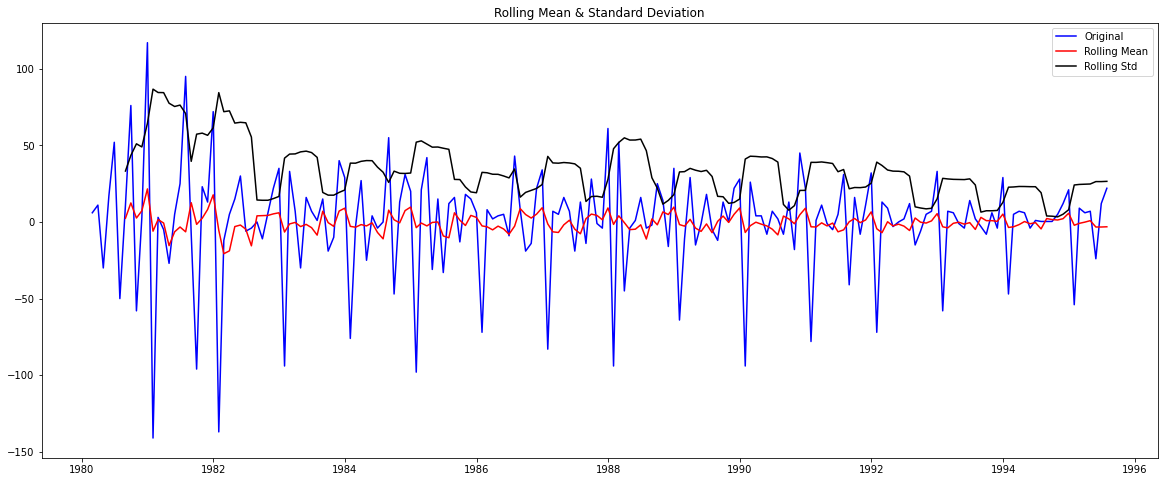 Rolling Mean & Standard Deviation
Original
Rolling Mean
Rolling Std
100
50
0
−50
−100
−150
1980 1982 1984 1986 1988 1990 1992 1994 1996